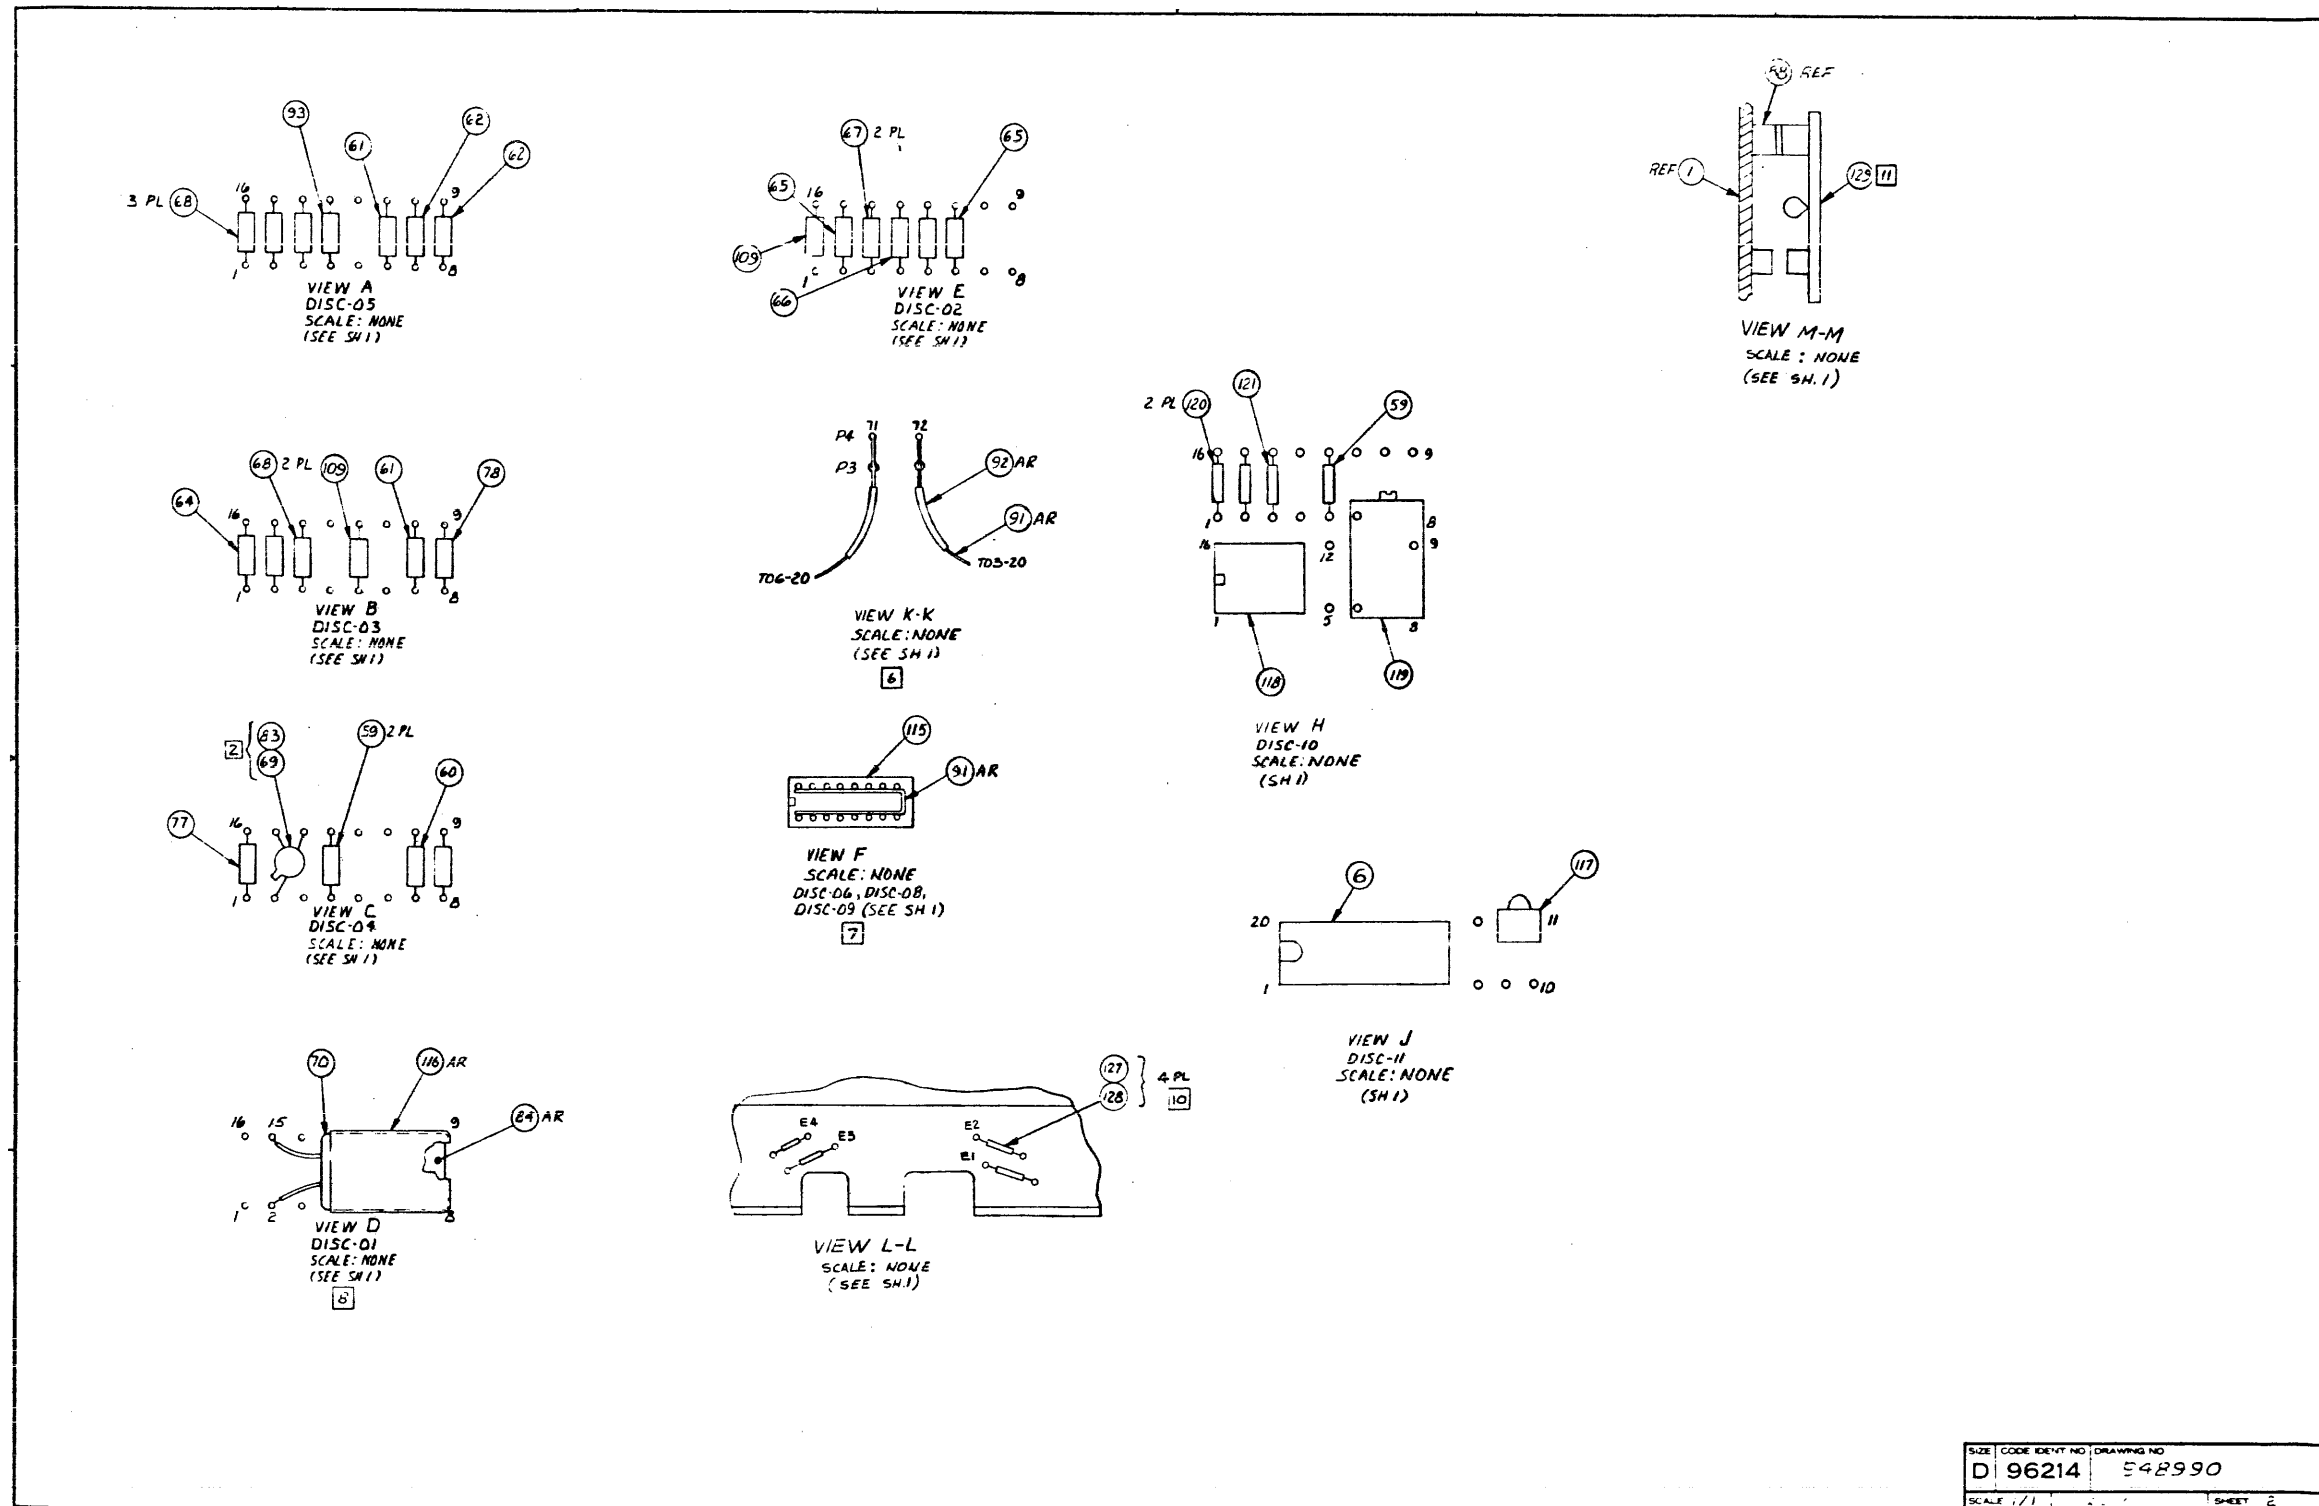 93
61
62
62
3 PL 68
16
9
1
8
VIEW A
DISC-05
SCALE: NONE
(SEE SH 1)
67 2 PL
65
65
16
9
109
66
1
8
VIEW E
DISC-02
SCALE: NONE
(SEE SH 1)
REF
REF 1
129 11
VIEW M-M
SCALE: NONE
(SEE SH. 1)
68 2 PL
109
61
78
64
16
9
1
8
VIEW B
DISC-03
SCALE: NONE
(SEE SH 1)
P4
71
72
P3
92 AR
91 AR
T06-20
T03-20
VIEW K-K
SCALE: NONE
(SEE SH 1)
6
2 PL 120
121
59
16
9
1
8
16
12
9
1
5
8
118
119
VIEW H
DISC-10
SCALE: NONE
(SH 1)
2
83
69
59 2 PL
60
77
16
9
1
8
VIEW C
DISC-04
SCALE: NONE
(SEE SH 1)
115
91 AR
VIEW F
SCALE: NONE
DISC-06, DISC-08,
DISC-09 (SEE SH 1)
7
6
117
20
11
1
10
VIEW J
DISC-11
SCALE: NONE
(SH 1)
70
116 AR
84 AR
16
15
9
1
2
8
VIEW D
DISC-01
SCALE: NONE
(SEE SH 1)
8
127
128
4 PL
10
E4
E3
E2
E1
VIEW L-L
SCALE: NONE
(SEE SH. 1)
SIZE
CODE IDENT NO
DRAWING NO
D
96214
948990
SCALE 1/1
SHEET 2